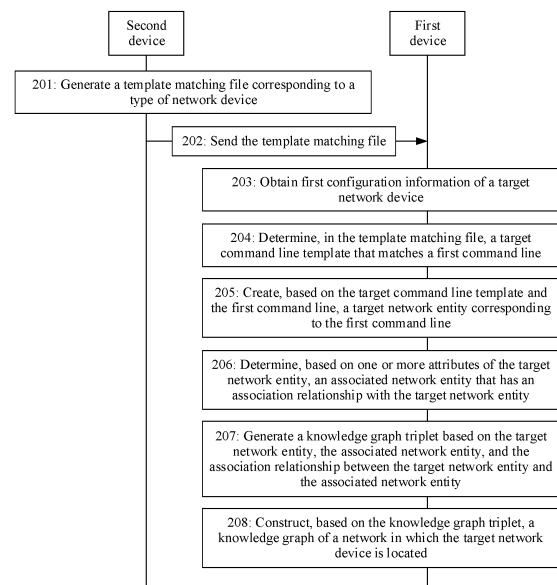 Second
device
First
device
201: Generate a template matching file corresponding to a
type of network device
202: Send the template matching file
203: Obtain first configuration information of a target
network device
204: Determine, in the template matching file, a target
command line template that matches a first command line
205: Create, based on the target command line template and
the first command line, a target network entity corresponding
to the first command line
206: Determine, based on one or more attributes of the target
network entity, an associated network entity that has an
association relationship with the target network entity
207: Generate a knowledge graph triplet based on the target
network entity, the associated network entity, and the
association relationship between the target network entity and
the associated network entity
208: Construct, based on the knowledge graph triplet, a
knowledge graph of a network in which the target network
device is located